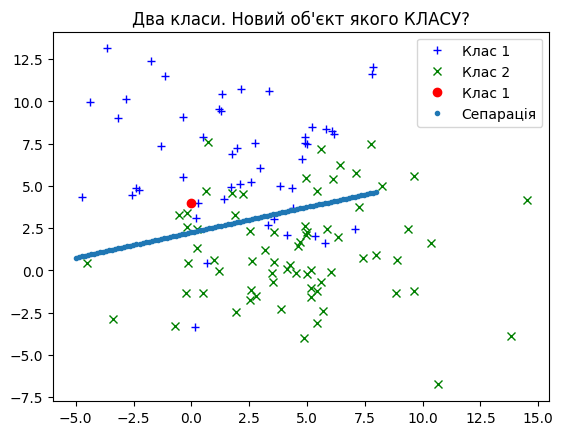 Два класи. Новий об'єкт якого КЛАСУ?
12.5
10.0
7.5
5.0
2.5
0.0
−2.5
−5.0
−7.5
Клас 1
Клас 2
Клас 1
Сепарація
−5.0 −2.5 0.0 2.5 5.0 7.5 10.0 12.5 15.0